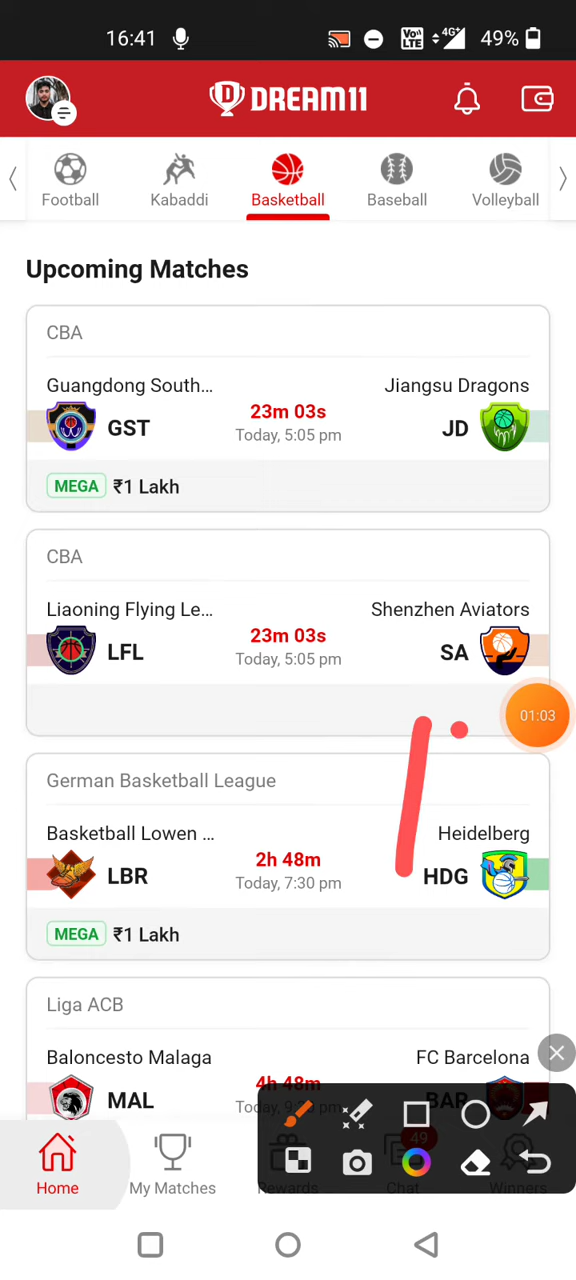 16:41 VoLTE 4G+ 49%
DREAM11
Football Kabaddi Basketball Baseball Volleyball
Upcoming Matches
CBA
Guangdong South... Jiangsu Dragons
GST 23m 03s JD
Today, 5:05 pm
MEGA ₹1 Lakh
CBA
Liaoning Flying Le... Shenzhen Aviators
LFL 23m 03s SA
Today, 5:05 pm
01:03
German Basketball League
Basketball Lowen ... Heidelberg
LBR 2h 48m HDG
Today, 7:30 pm
MEGA ₹1 Lakh
Liga ACB
Baloncesto Malaga FC Barcelona
MAL 4h 48m BAR
Today, 9:30 pm
49
Home My Matches Rewards Chat Winners